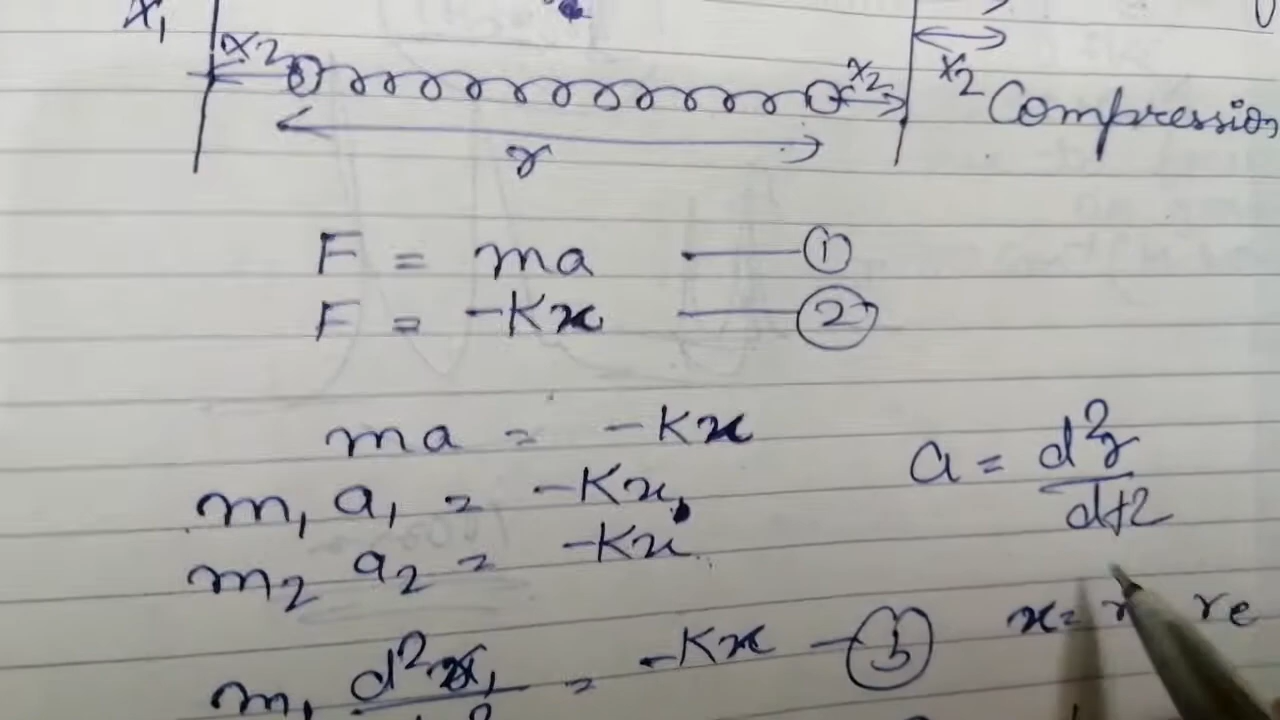 x₁
x₂ x₂ x₂ Compression
r
F = ma —①
F = -Kx —②
ma = -Kx
m₁ a₁ = -Kx,
m₂ a₂ = -Kx
a = d²r/dt2
x = r re
m₁ d²x₁ = -Kx —③